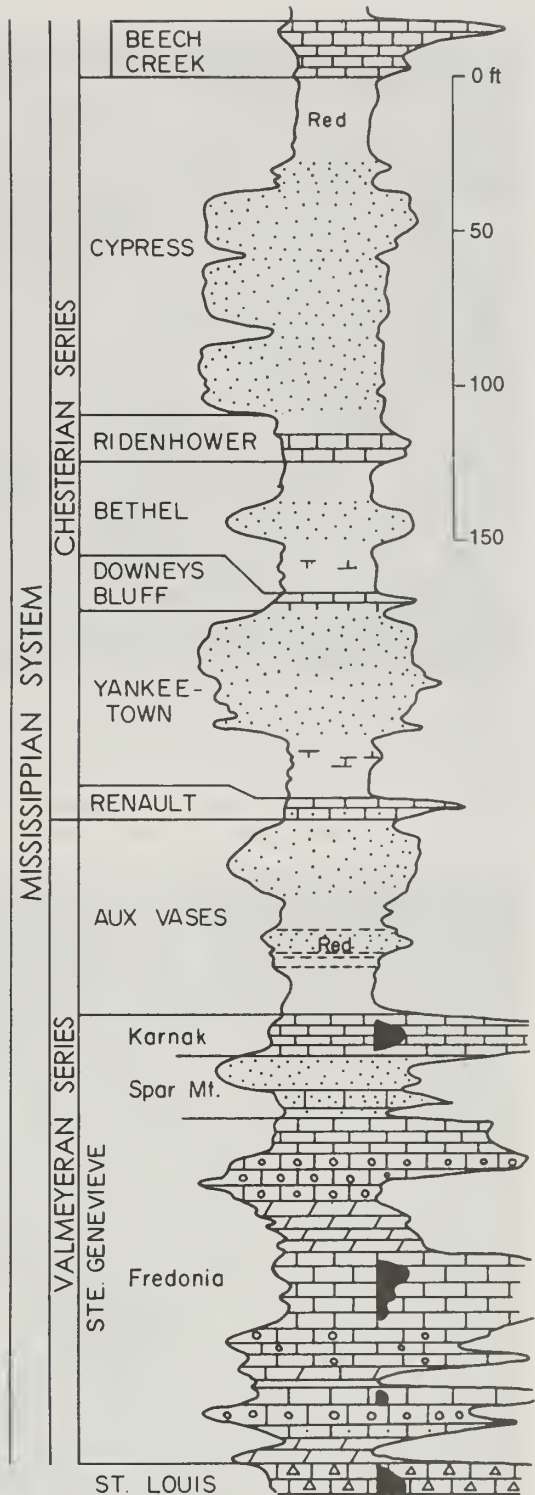 BEECH
CREEK
0 ft
Red
50
CYPRESS
100
RIDENHOWER
BETHEL
150
DOWNEYS
BLUFF
YANKEE-
TOWN
RENAULT
AUX VASES
Red
Karnak
Spar Mt.
Fredonia
ST. LOUIS
MISSISSIPPIAN SYSTEM
CHESTERIAN SERIES
VALMEYERAN SERIES
STE. GENEVIEVE